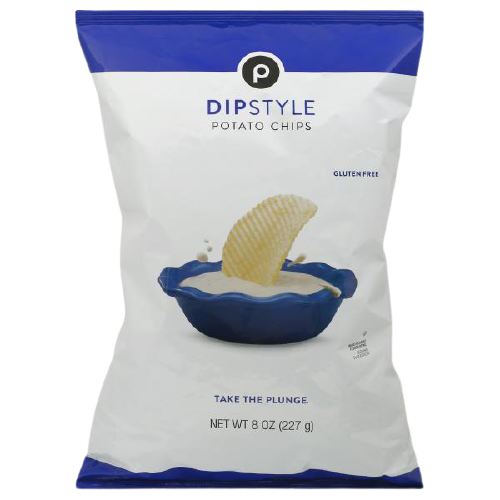 p
DIPSTYLE
POTATO CHIPS
GLUTEN FREE
TAKE THE PLUNGE
NET WT 8 OZ (227 g)